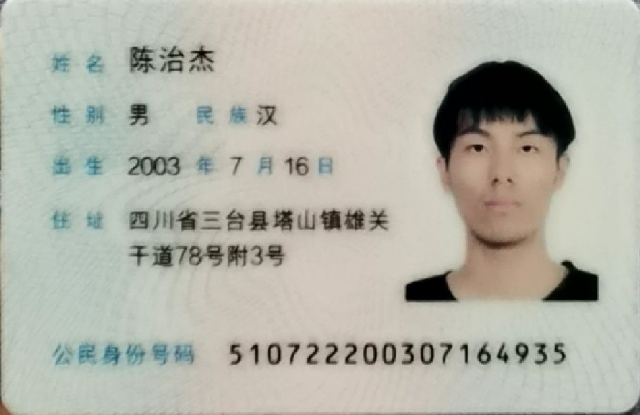 姓名 陈治杰
性别 男 民族 汉
出生 2003 年 7 月 16 日
住址 四川省三台县塔山镇雄关
干道78号附3号
公民身份号码 510722200307164935